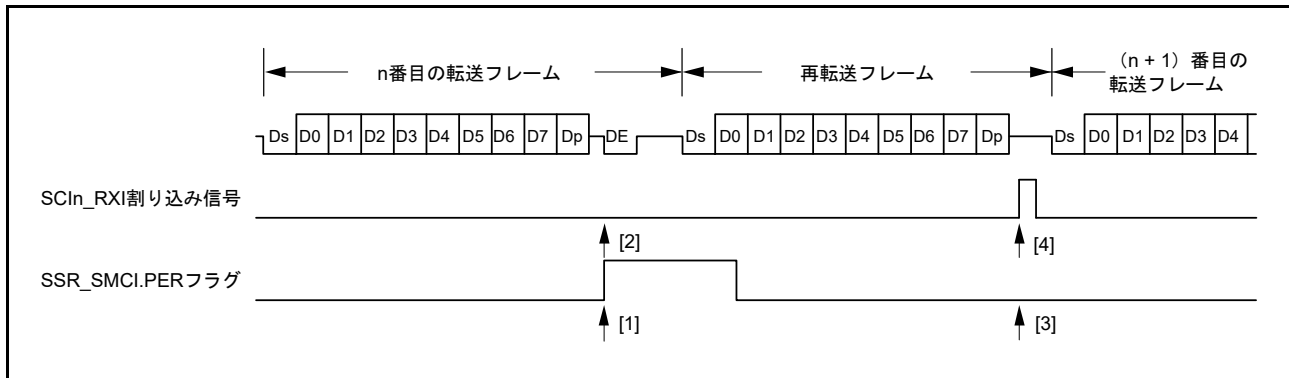 n番目の転送フレーム
再転送フレーム
（n + 1）番目の
転送フレーム
Ds D0 D1 D2 D3 D4 D5 D6 D7 Dp DE Ds D0 D1 D2 D3 D4 D5 D6 D7 Dp Ds D0 D1 D2 D3 D4
SCIn_RXI割り込み信号
[2] [4]
SSR_SMCI.PERフラグ
[1] [3]